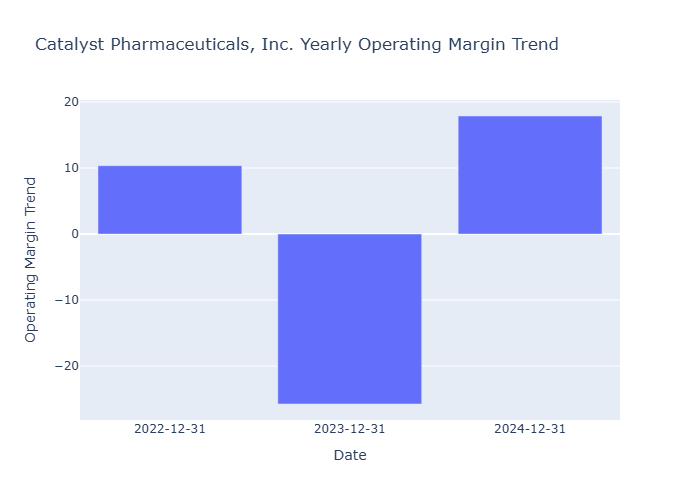 Catalyst Pharmaceuticals, Inc. Yearly Operating Margin Trend
20
10
0
−10
−20
Operating Margin Trend
2022-12-31
2023-12-31
2024-12-31
Date